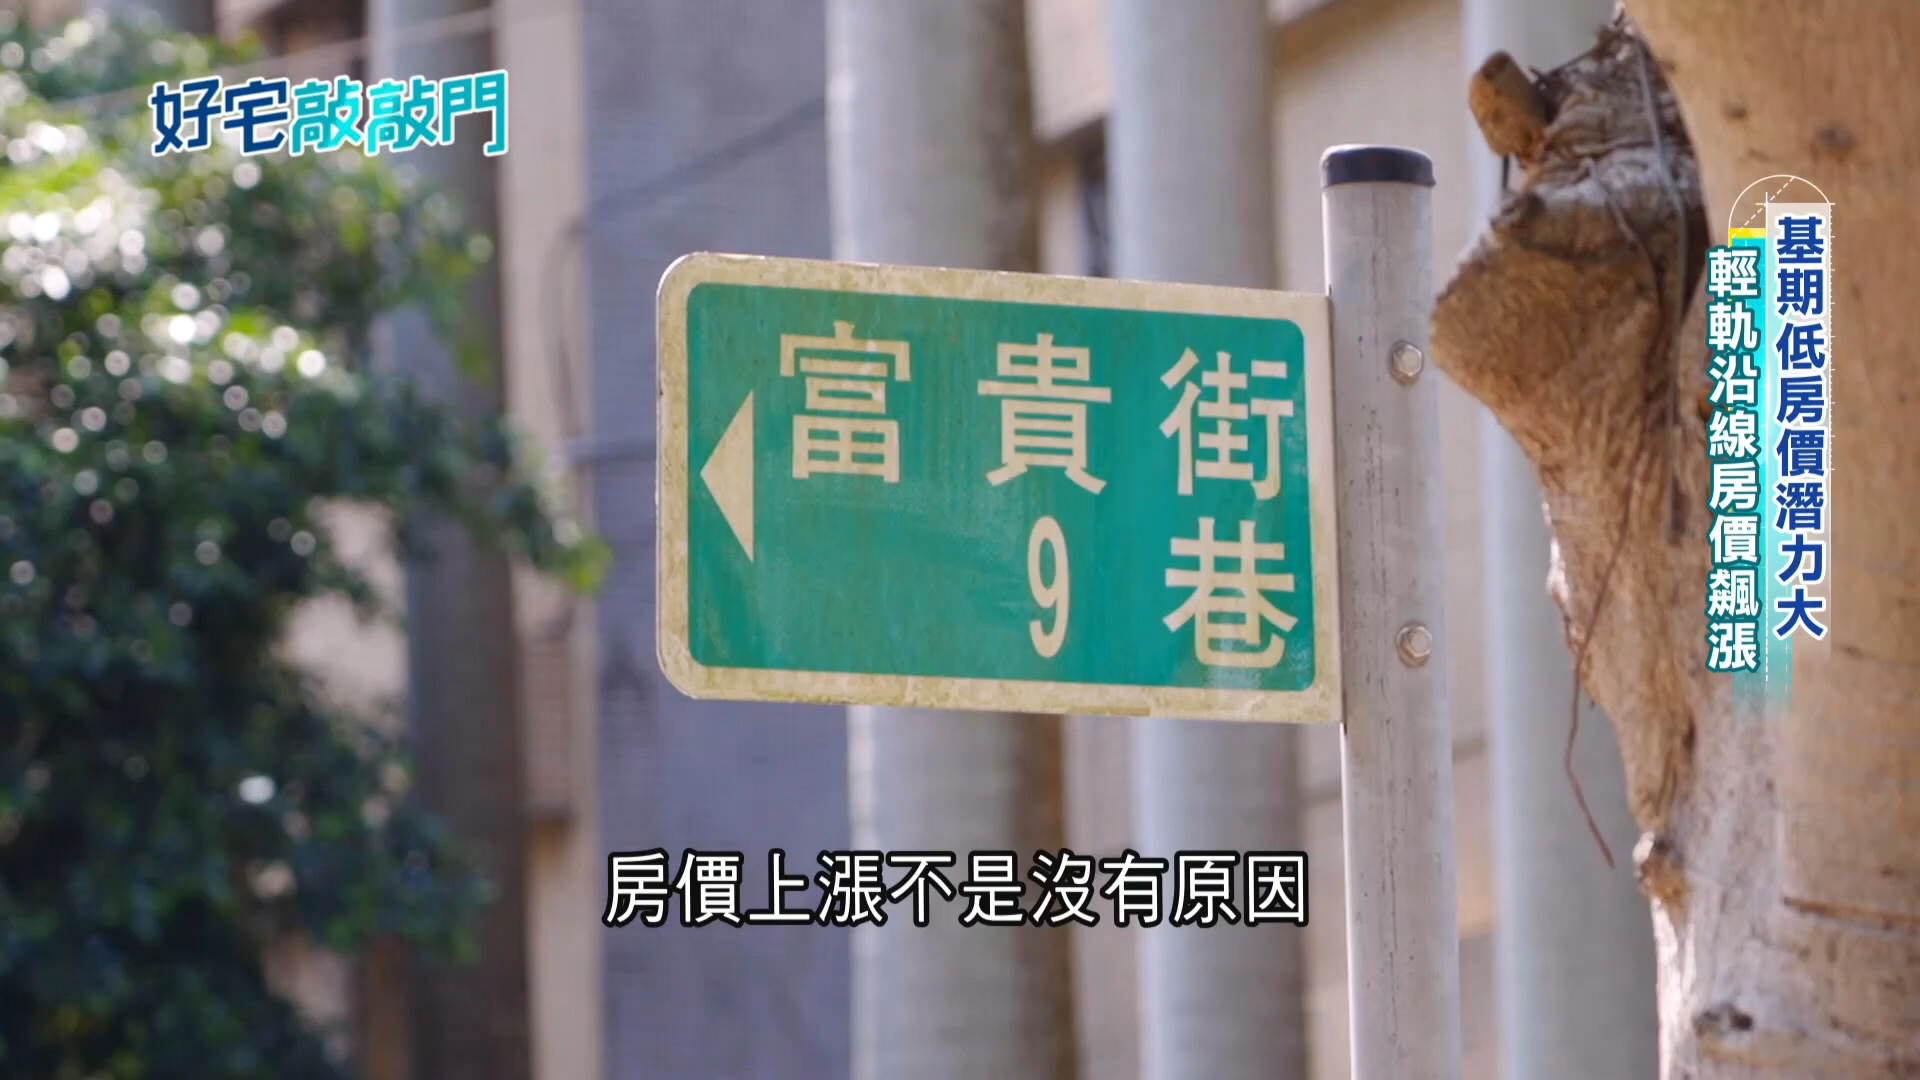 好宅敲敲門
基期低房價潛力大
輕軌沿線房價飆漲
富貴街
9巷
房價上漲不是沒有原因